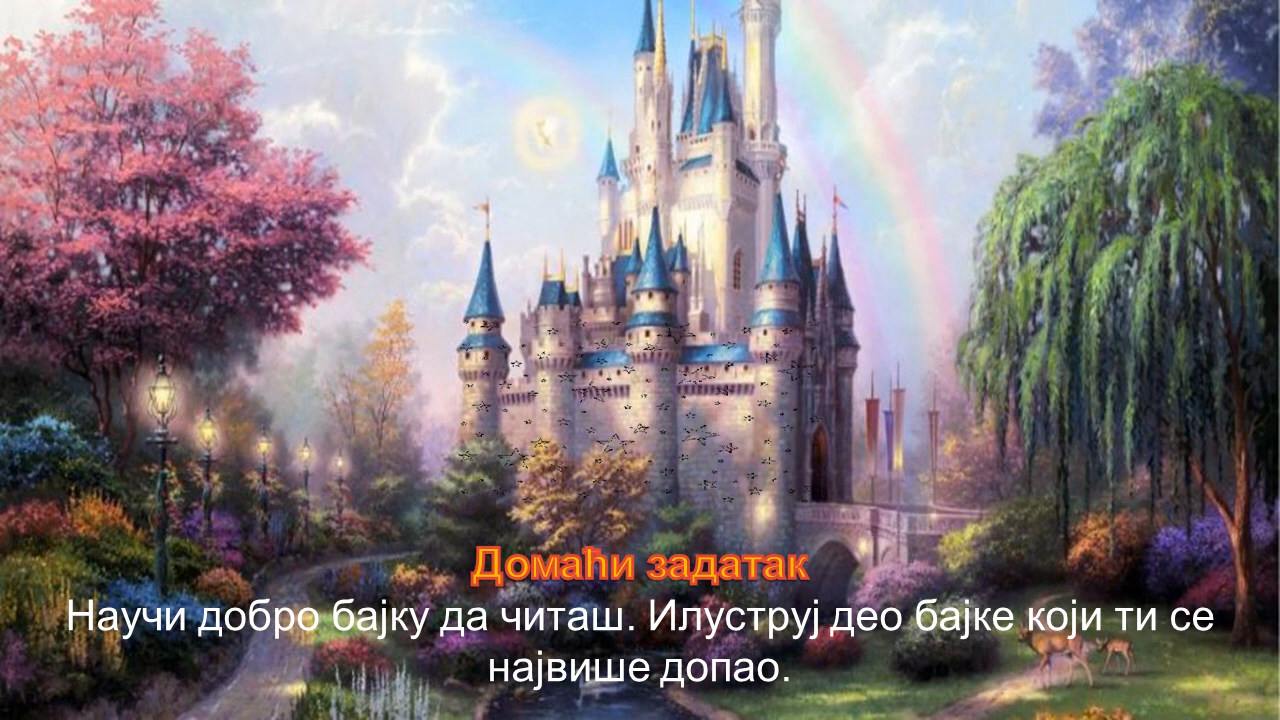 Домаћи задатак
Научи добро бајку да читаш. Илуструј део бајке који ти се
највише допао.